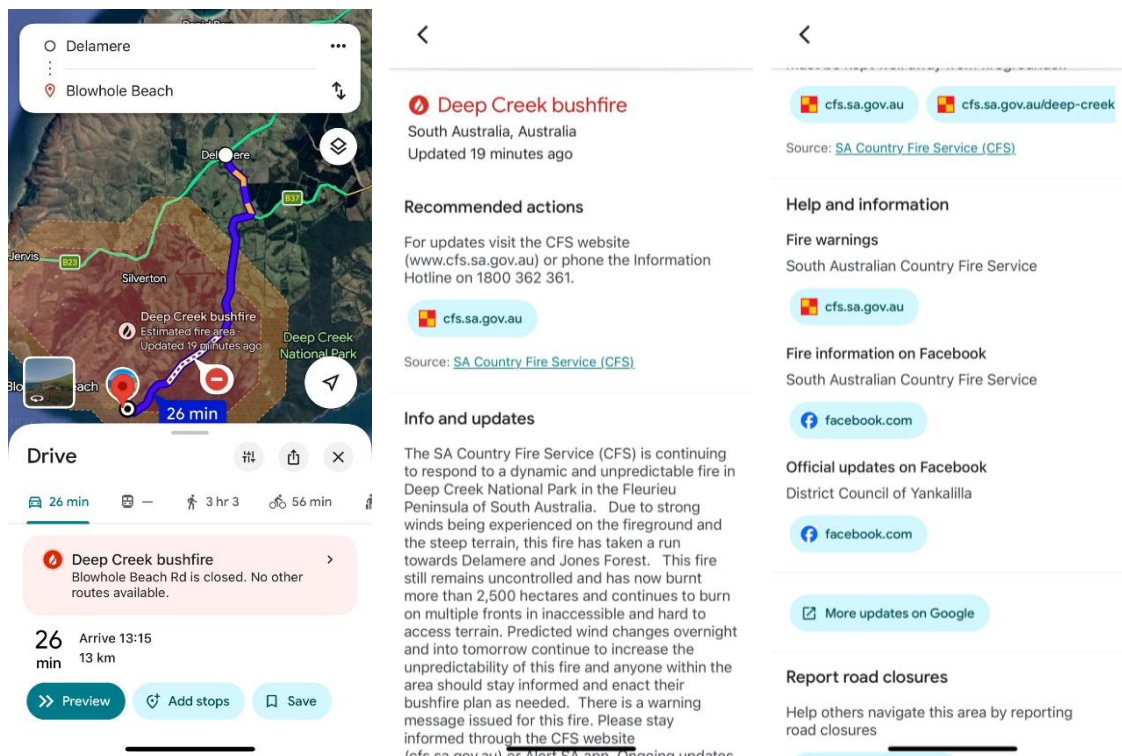 Delamere
Blowhole Beach
Delamere
B37
Jervis
B23
Silverton
Deep Creek bushfire
Estimated fire area ·
Updated 19 minutes ago
Deep Creek
National Park
Blo
each
26 min
Drive
26 min
—
3 hr 3
56 min
Deep Creek bushfire
Blowhole Beach Rd is closed. No other
routes available.
26
min
Arrive 13:15
13 km
Preview
Add stops
Save
Deep Creek bushfire
South Australia, Australia
Updated 19 minutes ago
Recommended actions
For updates visit the CFS website
(www.cfs.sa.gov.au) or phone the Information
Hotline on 1800 362 361.
cfs.sa.gov.au
Source: SA Country Fire Service (CFS)
Info and updates
The SA Country Fire Service (CFS) is continuing
to respond to a dynamic and unpredictable fire in
Deep Creek National Park in the Fleurieu
Peninsula of South Australia. Due to strong
winds being experienced on the fireground and
the steep terrain, this fire has taken a run
towards Delamere and Jones Forest. This fire
still remains uncontrolled and has now burnt
more than 2,500 hectares and continues to burn
on multiple fronts in inaccessible and hard to
access terrain. Predicted wind changes overnight
and into tomorrow continue to increase the
unpredictability of this fire and anyone within the
area should stay informed and enact their
bushfire plan as needed. There is a warning
message issued for this fire. Please stay
informed through the CFS website
(cfs.sa.gov.au) or Alert SA app. Ongoing updates
cfs.sa.gov.au
cfs.sa.gov.au/deep-creek
Source: SA Country Fire Service (CFS)
Help and information
Fire warnings
South Australian Country Fire Service
cfs.sa.gov.au
Fire information on Facebook
South Australian Country Fire Service
facebook.com
Official updates on Facebook
District Council of Yankalilla
facebook.com
More updates on Google
Report road closures
Help others navigate this area by reporting
road closures